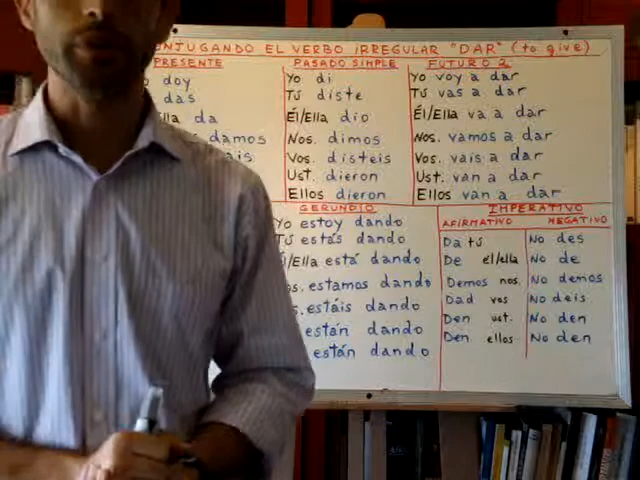 CONJUGANDO EL VERBO IRREGULAR "DAR" (to give)
PRESENTE
doy
das
da
damos
PASADO SIMPLE
Yo di
Tú diste
Él/Ella dio
Nos. dimos
Vos. disteis
Ust. dieron
Ellos dieron
FUTURO 2
Yo voy a dar
Tú vas a dar
Él/Ella va a dar
Nos. vamos a dar
Vos. vais a dar
Ust. van a dar
Ellos van a dar
GERUNDIO
Yo estoy dando
Tú estás dando
Él/Ella está dando
estamos dando
estáis dando
están dando
están dando
IMPERATIVO
AFIRMATIVO NEGATIVO
Da tú No des
De el/ella No de
Demos nos. No demos
Dad vos No deis
Den ust. No den
Den ellos No den